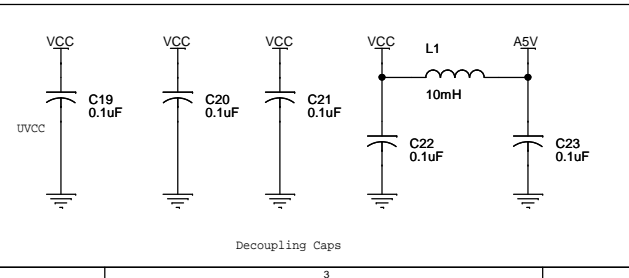 VCC
VCC
VCC
VCC
L1
A5V
10mH
C19
0.1uF
UVCC
C20
0.1uF
C21
0.1uF
C22
0.1uF
C23
0.1uF
Decoupling Caps
3